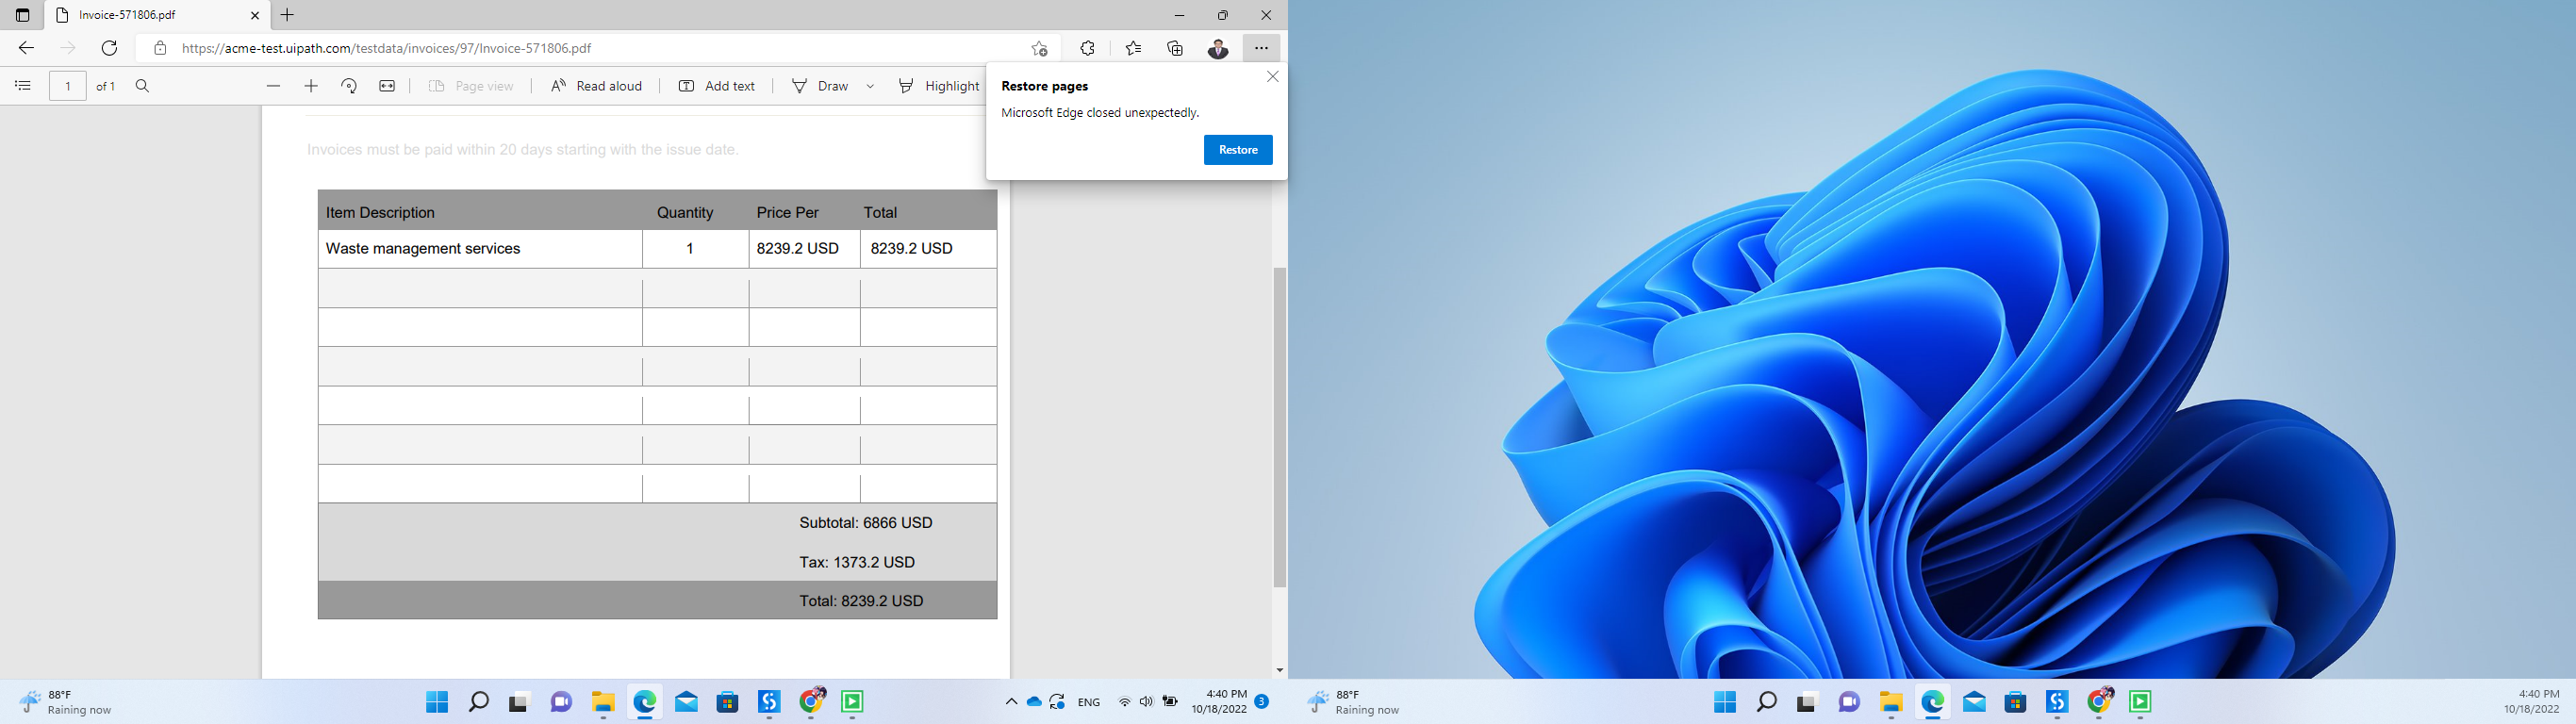 Invoice-571806.pdf
https://acme-test.uipath.com/testdata/invoices/97/Invoice-571806.pdf
1 of 1
Page view
Read aloud
Add text
Draw
Highlight
Restore pages
Microsoft Edge closed unexpectedly.
Restore
Invoices must be paid within 20 days starting with the issue date.
Item Description Quantity Price Per Total
Waste management services 1 8239.2 USD 8239.2 USD
Subtotal: 6866 USD
Tax: 1373.2 USD
Total: 8239.2 USD
88°F
Raining now
ENG
4:40 PM
10/18/2022
3
88°F
Raining now
4:40 PM
10/18/2022